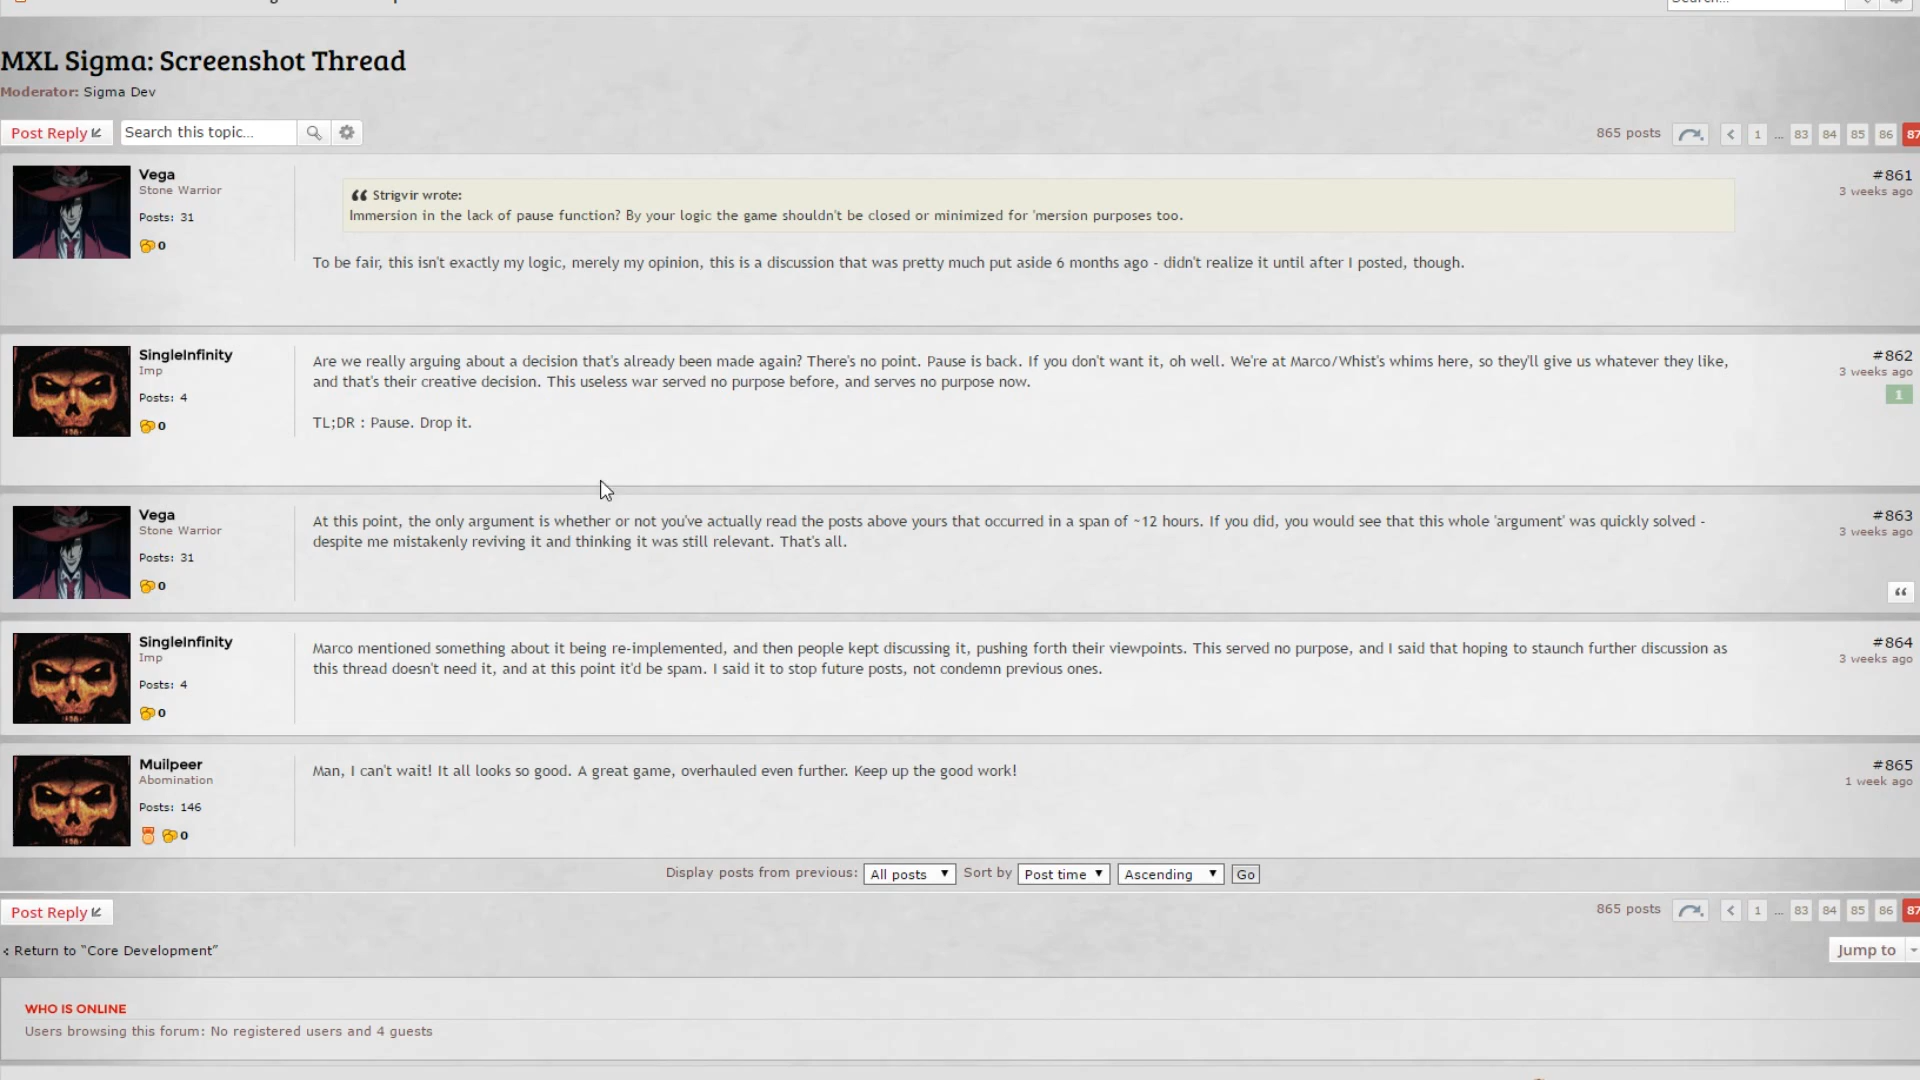 Search...
MXL Sigma: Screenshot Thread
Moderator: Sigma Dev
Post Reply
Search this topic...
865 posts
1 ... 83 84 85 86 87
Vega
Stone Warrior
Posts: 31
0
Strigvir wrote:
Immersion in the lack of pause function? By your logic the game shouldn't be closed or minimized for 'mersion purposes too.
To be fair, this isn't exactly my logic, merely my opinion, this is a discussion that was pretty much put aside 6 months ago - didn't realize it until after I posted, though.
#861
3 weeks ago
SingleInfinity
Imp
Posts: 4
0
Are we really arguing about a decision that's already been made again? There's no point. Pause is back. If you don't want it, oh well. We're at Marco/Whist's whims here, so they'll give us whatever they like,
and that's their creative decision. This useless war served no purpose before, and serves no purpose now.
TL;DR : Pause. Drop it.
#862
3 weeks ago
1
Vega
Stone Warrior
Posts: 31
0
At this point, the only argument is whether or not you've actually read the posts above yours that occurred in a span of ~12 hours. If you did, you would see that this whole 'argument' was quickly solved -
despite me mistakenly reviving it and thinking it was still relevant. That's all.
#863
3 weeks ago
SingleInfinity
Imp
Posts: 4
0
Marco mentioned something about it being re-implemented, and then people kept discussing it, pushing forth their viewpoints. This served no purpose, and I said that hoping to staunch further discussion as
this thread doesn't need it, and at this point it'd be spam. I said it to stop future posts, not condemn previous ones.
#864
3 weeks ago
Muilpeer
Abomination
Posts: 146
0
Man, I can't wait! It all looks so good. A great game, overhauled even further. Keep up the good work!
#865
1 week ago
Display posts from previous: All posts Sort by Post time Ascending Go
Post Reply
865 posts
1 ... 83 84 85 86 87
Return to “Core Development”
Jump to
WHO IS ONLINE
Users browsing this forum: No registered users and 4 guests